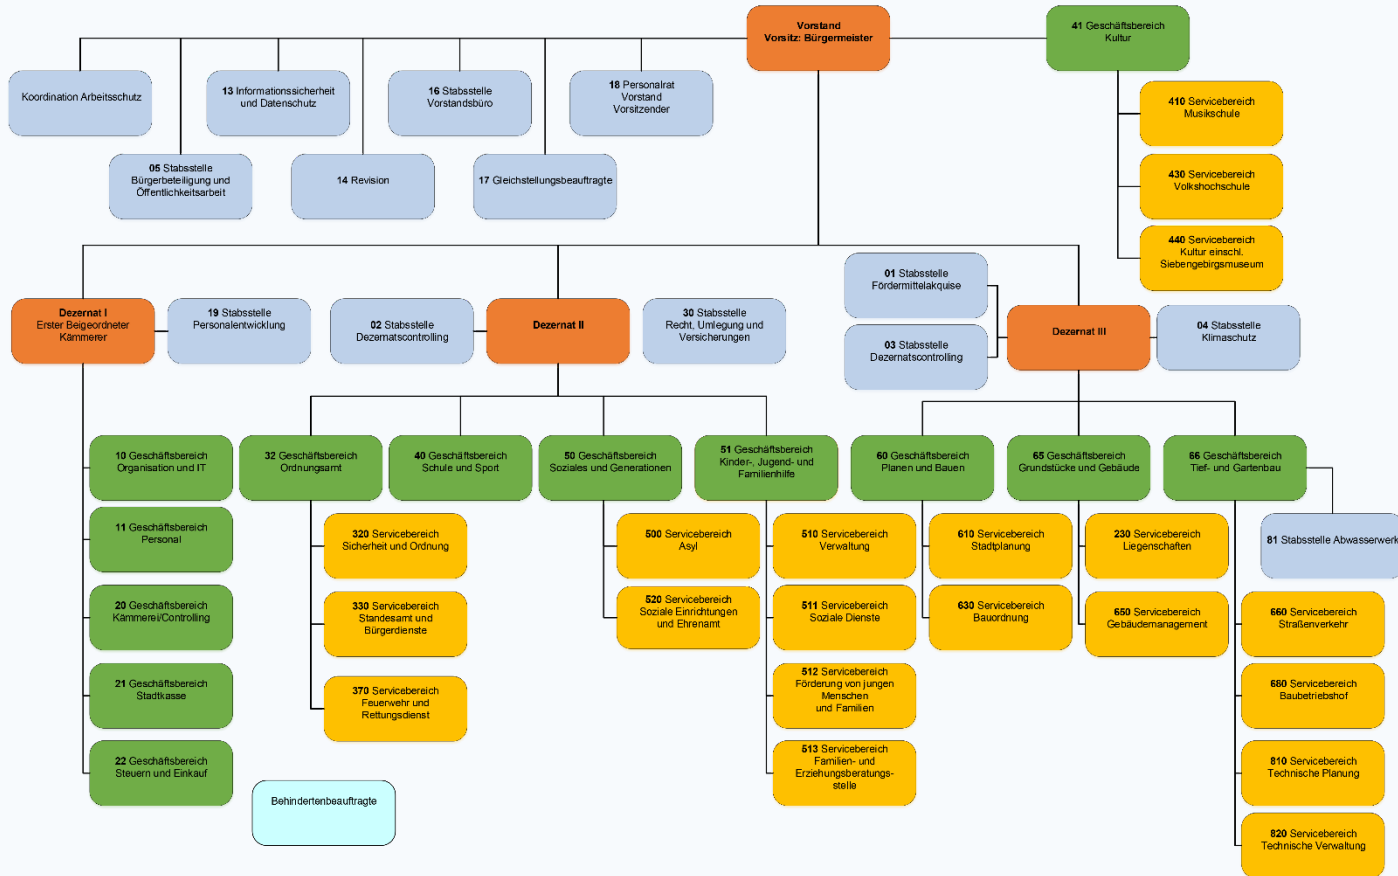 Vorstand
Vorsitz: Bürgermeister
41 Geschäftsbereich
Kultur
Koordination Arbeitsschutz
13 Informationssicherheit
und Datenschutz
16 Stabsstelle
Vorstandsbüro
18 Personalrat
Vorstand
Vorsitzender
410 Servicebereich
Musikschule
05 Stabsstelle
Bürgerbeteiligung und
Öffentlichkeitsarbeit
14 Revision
17 Gleichstellungsbeauftragte
430 Servicebereich
Volkshochschule
440 Servicebereich
Kultur einschl.
Siebengebirgsmuseum
01 Stabsstelle
Fördermittelakquise
Dezernat I
Erster Beigeordneter
Kämmerer
19 Stabsstelle
Personalentwicklung
02 Stabsstelle
Dezernatscontrolling
Dezernat II
30 Stabsstelle
Recht, Umlegung und
Versicherungen
03 Stabsstelle
Dezernatscontrolling
Dezernat III
04 Stabsstelle
Klimaschutz
10 Geschäftsbereich
Organisation und IT
32 Geschäftsbereich
Ordnungsamt
40 Geschäftsbereich
Schule und Sport
50 Geschäftsbereich
Soziales und Generationen
51 Geschäftsbereich
Kinder-, Jugend- und
Familienhilfe
60 Geschäftsbereich
Planen und Bauen
65 Geschäftsbereich
Grundstücke und Gebäude
66 Geschäftsbereich
Tief- und Gartenbau
11 Geschäftsbereich
Personal
320 Servicebereich
Sicherheit und Ordnung
500 Servicebereich
Asyl
510 Servicebereich
Verwaltung
610 Servicebereich
Stadtplanung
230 Servicebereich
Liegenschaften
81 Stabsstelle Abwasserwerk
20 Geschäftsbereich
Kämmerei/Controlling
330 Servicebereich
Standesamt und
Bürgerdienste
520 Servicebereich
Soziale Einrichtungen
und Ehrenamt
511 Servicebereich
Soziale Dienste
630 Servicebereich
Bauordnung
650 Servicebereich
Gebäudemanagement
660 Servicebereich
Straßenverkehr
21 Geschäftsbereich
Stadtkasse
370 Servicebereich
Feuerwehr und
Rettungsdienst
512 Servicebereich
Förderung von jungen
Menschen
und Familien
680 Servicebereich
Baubetriebshof
22 Geschäftsbereich
Steuern und Einkauf
513 Servicebereich
Familien- und
Erziehungsberatungs-
stelle
810 Servicebereich
Technische Planung
Behindertenbeauftragte
820 Servicebereich
Technische Verwaltung